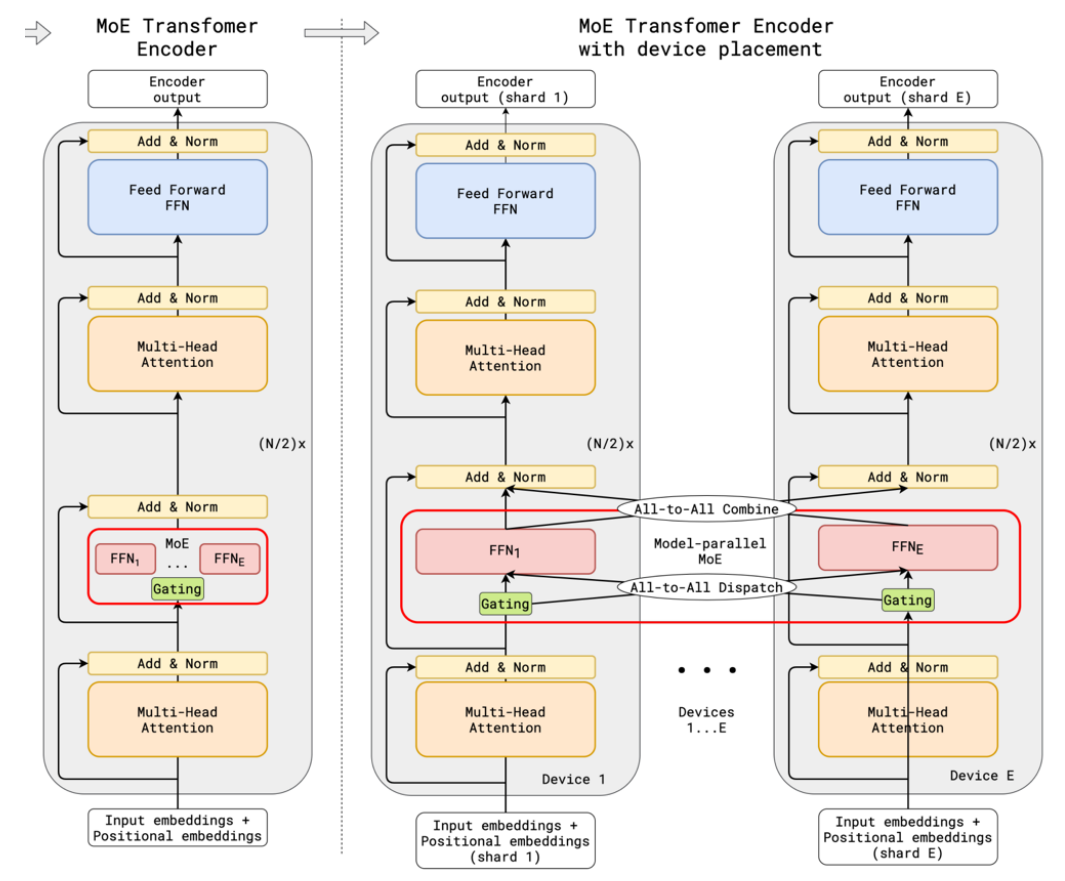 MoE Transfomer
Encoder
Encoder
output
Add & Norm
Feed Forward
FFN
Add & Norm
Multi-Head
Attention
(N/2)x
Add & Norm
MoE
FFN1 ... FFNE
Gating
Add & Norm
Multi-Head
Attention
Input embeddings +
Positional embeddings
MoE Transfomer Encoder
with device placement
Encoder
output (shard 1)
Add & Norm
Feed Forward
FFN
Add & Norm
Multi-Head
Attention
(N/2)x
Add & Norm
FFN1
Gating
Add & Norm
Multi-Head
Attention
Device 1
Input embeddings +
Positional embeddings
(shard 1)
All-to-All Combine
Model-parallel
MoE
All-to-All Dispatch
Devices
1...E
Encoder
output (shard E)
Add & Norm
Feed Forward
FFN
Add & Norm
Multi-Head
Attention
(N/2)x
Add & Norm
FFNE
Gating
Add & Norm
Multi-Head
Attention
Device E
Input embeddings +
Positional embeddings
(shard E)